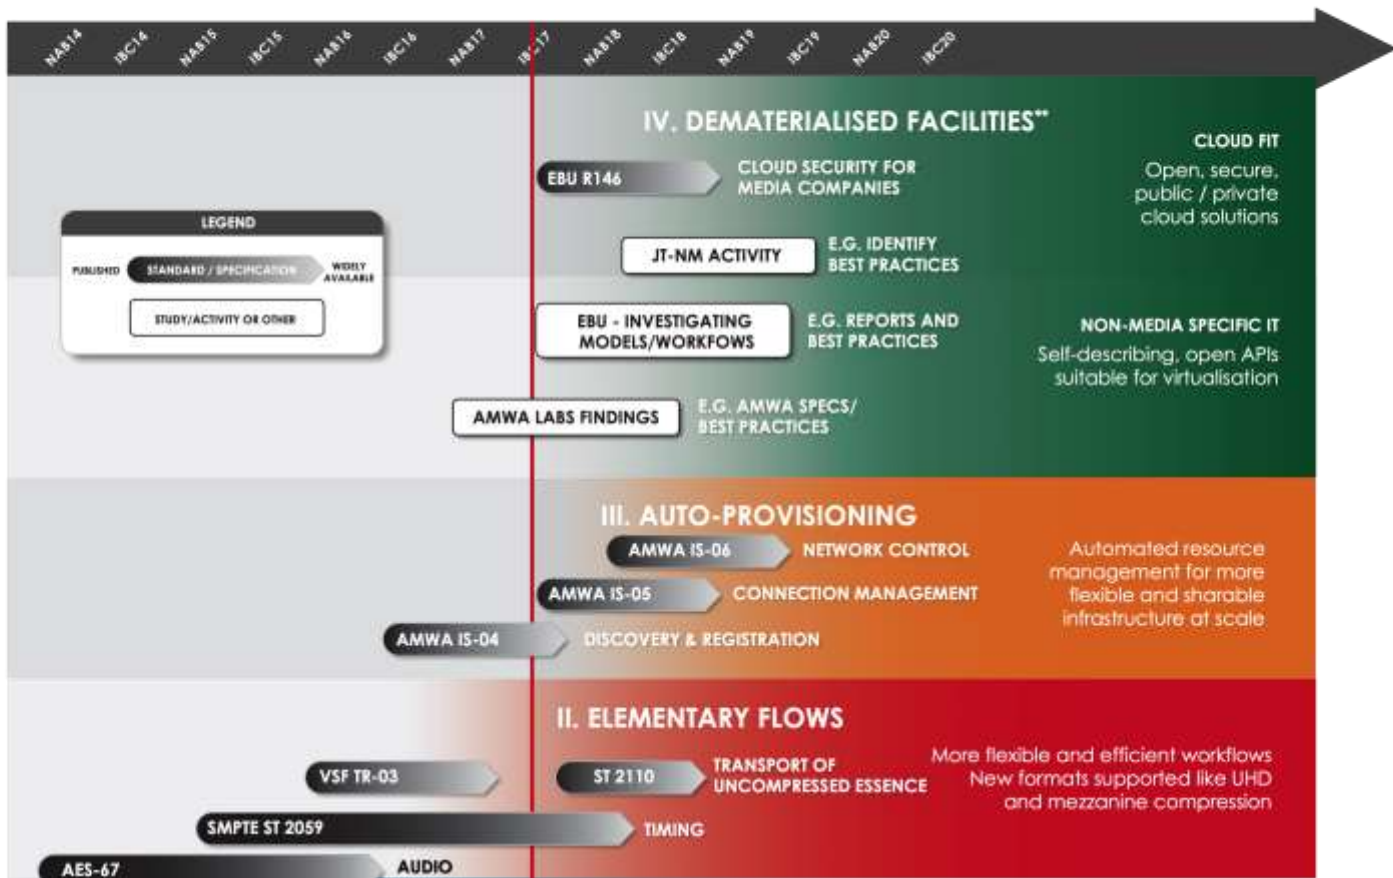 NAB14 IBC14 NAB15 IBC15 NAB16 IBC16 NAB17 IBC17 NAB18 IBC18 NAB19 IBC19 NAB20 IBC20
IV. DEMATERIALISED FACILITIES**
EBU R146
CLOUD SECURITY FOR
MEDIA COMPANIES
CLOUD FIT
Open, secure,
public / private
cloud solutions
LEGEND
PUBLISHED
STANDARD / SPECIFICATION
WIDELY
AVAILABLE
STUDY/ACTIVITY OR OTHER
JT-NM ACTIVITY
E.G. IDENTIFY
BEST PRACTICES
EBU - INVESTIGATING
MODELS/WORKFOWS
E.G. REPORTS AND
BEST PRACTICES
NON-MEDIA SPECIFIC IT
Self-describing, open APIs
suitable for virtualisation
AMWA LABS FINDINGS
E.G. AMWA SPECS/
BEST PRACTICES
III. AUTO-PROVISIONING
AMWA IS-06
NETWORK CONTROL
AMWA IS-05
CONNECTION MANAGEMENT
AMWA IS-04
DISCOVERY & REGISTRATION
Automated resource
management for more
flexible and sharable
infrastructure at scale
II. ELEMENTARY FLOWS
VSF TR-03
ST 2110
TRANSPORT OF
UNCOMPRESSED ESSENCE
More flexible and efficient workflows
New formats supported like UHD
and mezzanine compression
SMPTE ST 2059
TIMING
AES-67
AUDIO